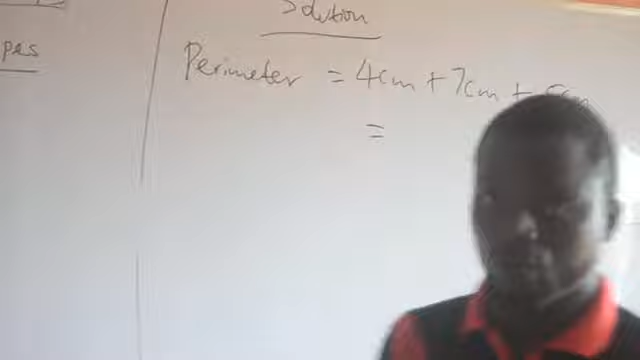 Solution
pes
Perimeter = 4cm + 7cm +
=